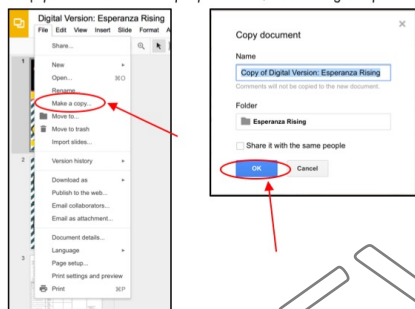 Digital Version: Esperanza Rising
File Edit View Insert Slide Format
Share...
New
Open... ⌘O
Rename...
Make a copy...
Move to...
Move to trash
Import slides...
Version history
Download as
Publish to the web...
Email collaborators...
Email as attachment...
Document details...
Language
Page setup...
Print settings and preview
Print ⌘P
1
2
3
Copy document
Name
Copy of Digital Version: Esperanza Rising
Comments will not be copied to the new document.
Folder
Esperanza Rising
Share it with the same people
OK Cancel